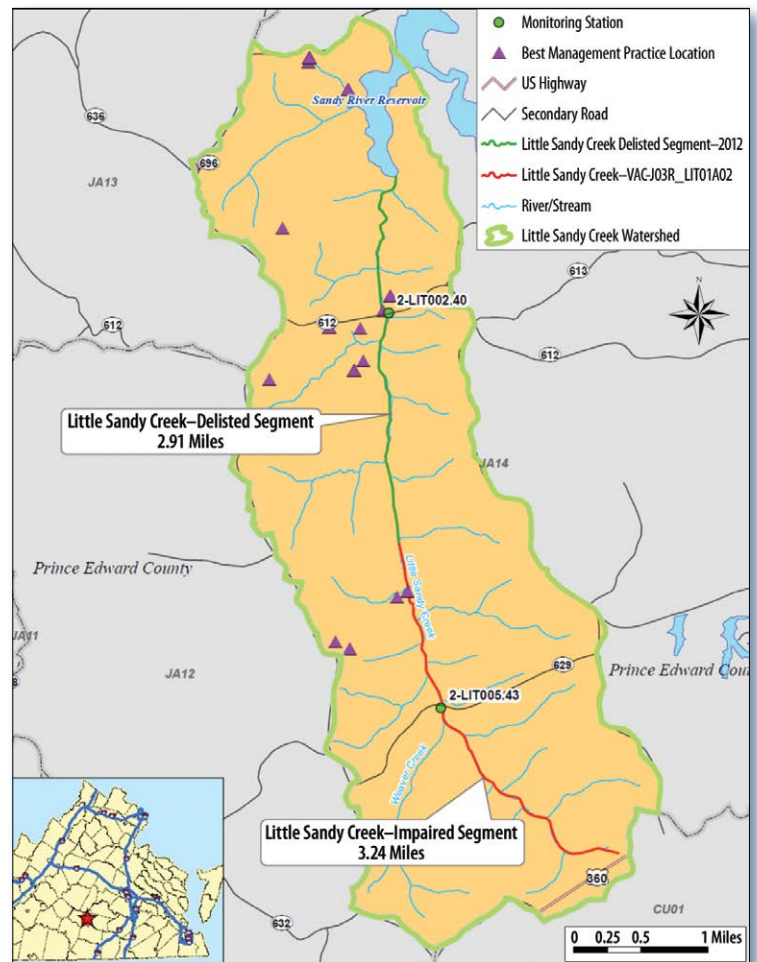 Monitoring Station
Best Management Practice Location
US Highway
Secondary Road
Little Sandy Creek Delisted Segment–2012
Little Sandy Creek–VAC-J03R_LIT01A02
River/Stream
Little Sandy Creek Watershed
Sandy River Reservoir
636
696
JA13
613
N
2-LIT002.40
612
612
612
Little Sandy Creek–Delisted Segment
2.91 Miles
JA14
Prince Edward County
Little Sandy Creek
JA11
JA12
629
Prince Edward Coun
8
2-LIT005.43
Weaver Creek
Little Sandy Creek–Impaired Segment
3.24 Miles
360
632
CU01
0 0.25 0.5 1 Miles